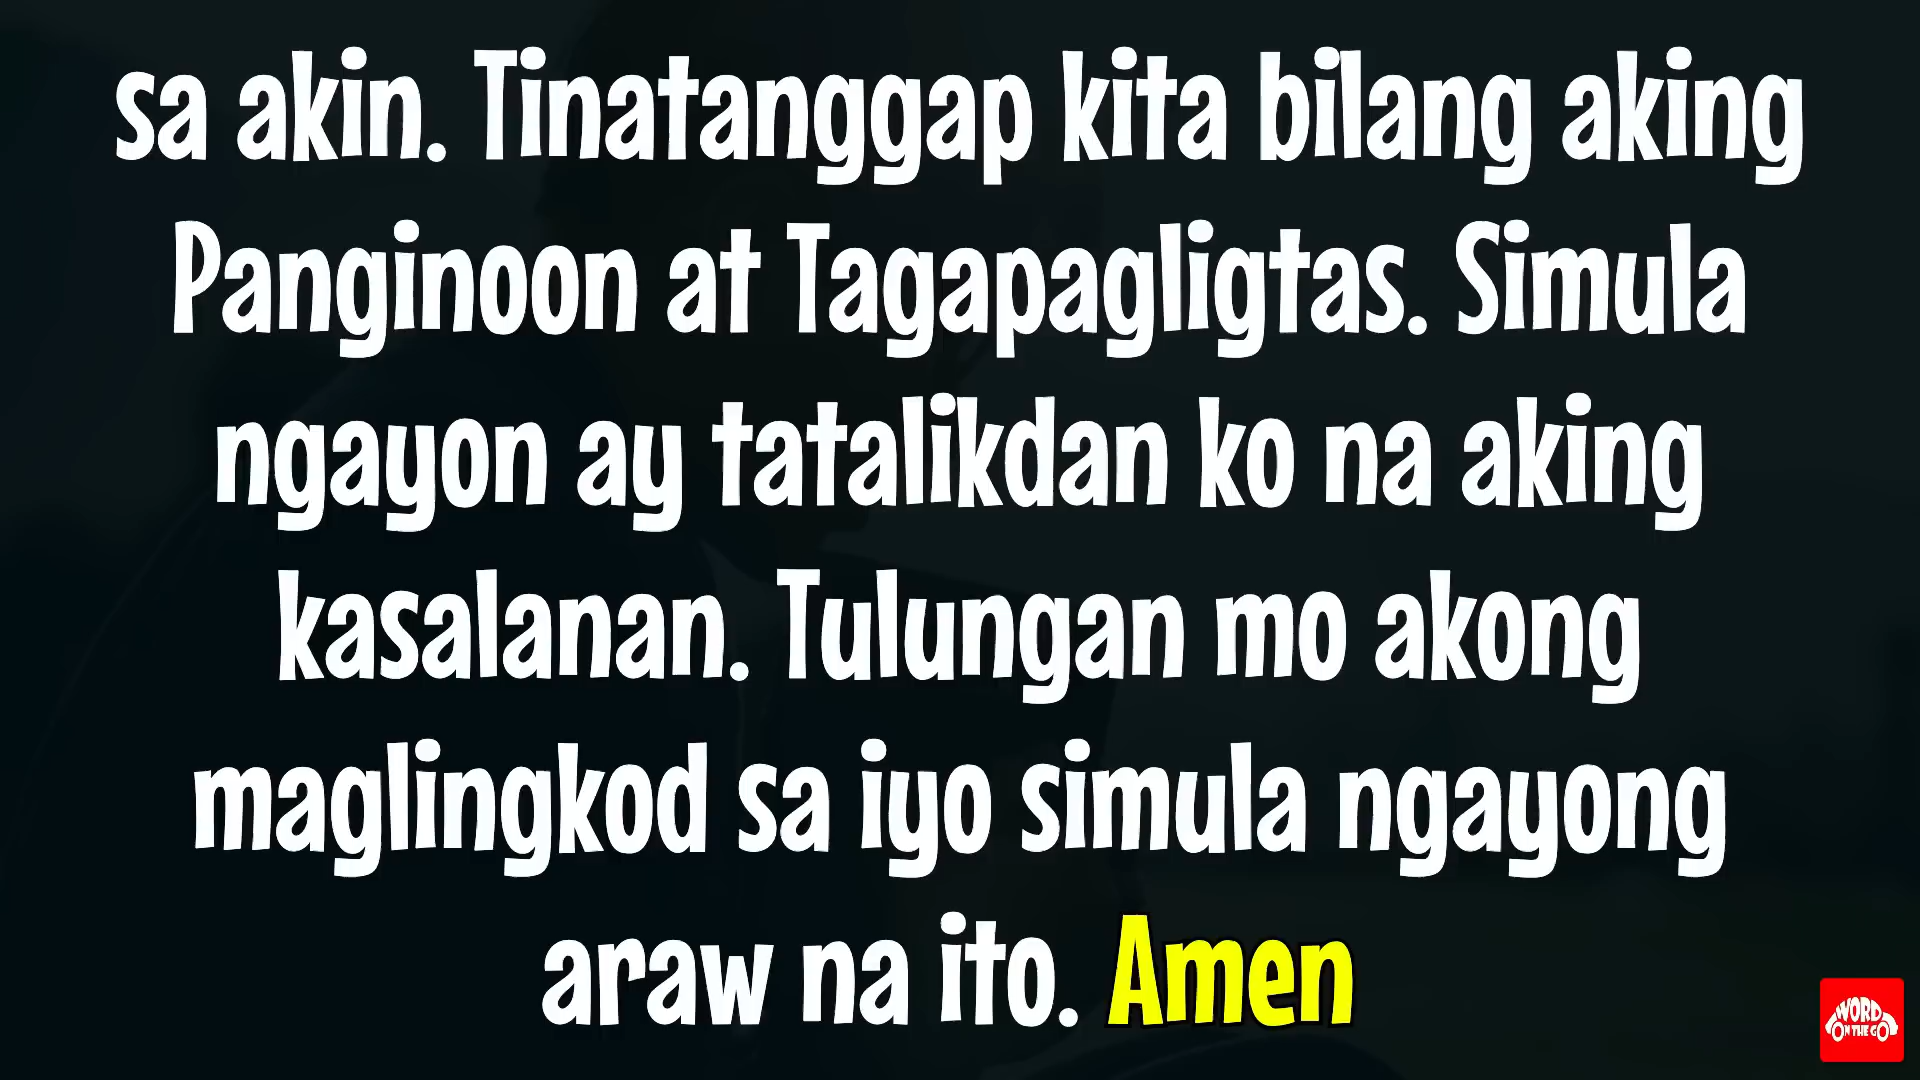 sa akin. Tinatanggap kita bilang aking
Panginoon at Tagapagligtas. Simula
ngayon ay tatalikdan ko na aking
kasalanan. Tulungan mo akong
maglingkod sa iyo simula ngayong
araw na ito. Amen
WORD
ON THE GO